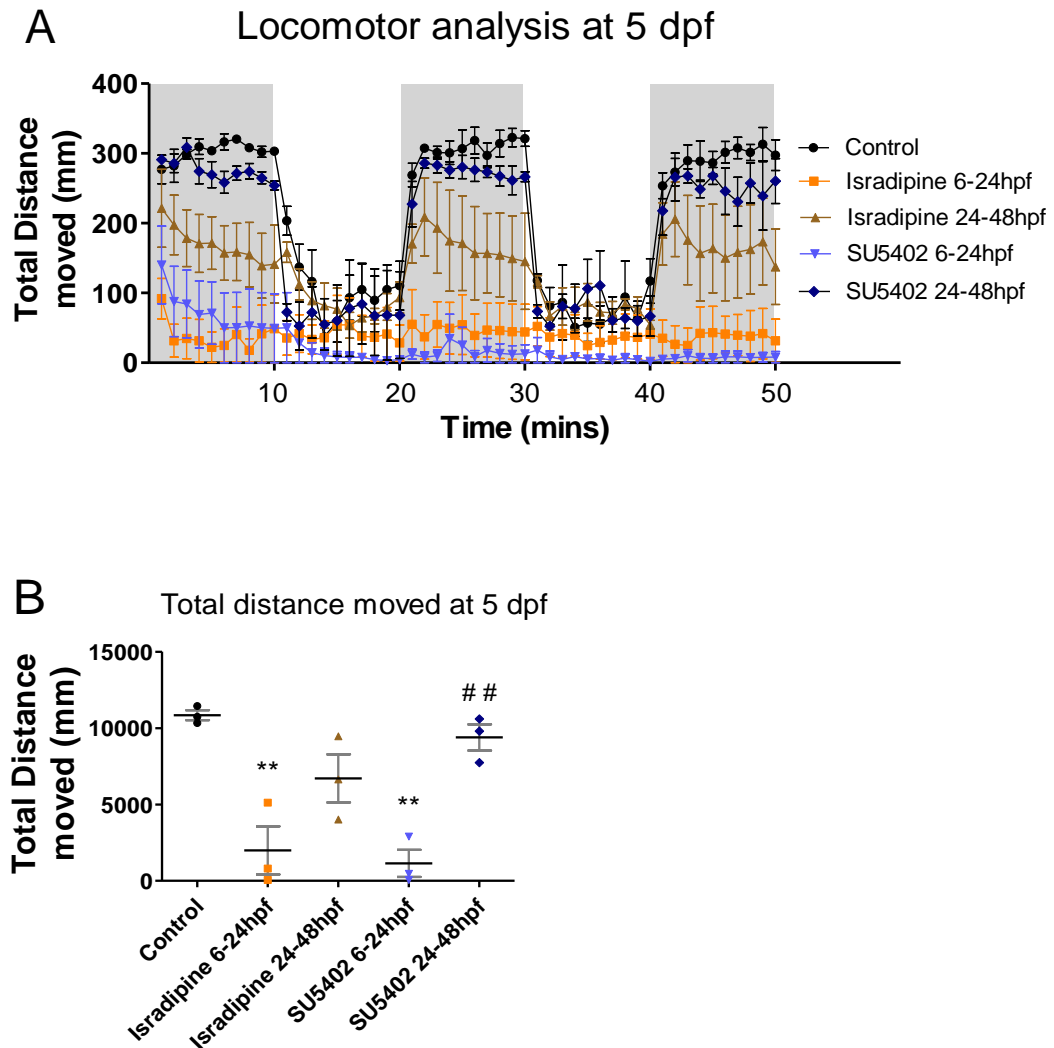 A
Locomotor analysis at 5 dpf
Total Distance
moved (mm)
400
300
200
100
0
10
20
30
40
50
Time (mins)
Control
Isradipine 6-24hpf
Isradipine 24-48hpf
SU5402 6-24hpf
SU5402 24-48hpf
B
Total distance moved at 5 dpf
Total Distance
moved (mm)
15000
10000
5000
0
**
**
# #
Control
Isradipine 6-24hpf
Isradipine 24-48hpf
SU5402 6-24hpf
SU5402 24-48hpf